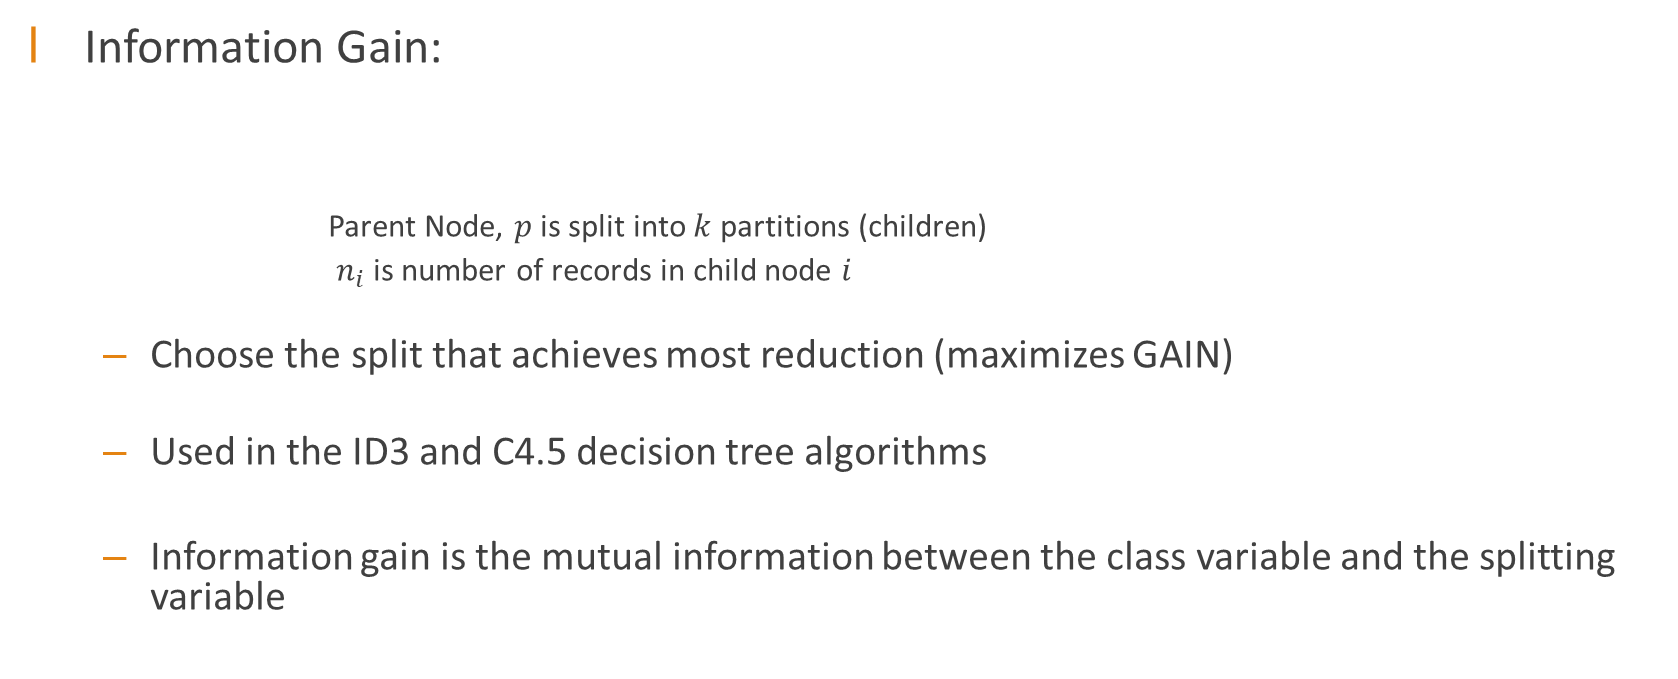 Information Gain:
Parent Node, p is split into k partitions (children)
nᵢ is number of records in child node i
– Choose the split that achieves most reduction (maximizes GAIN)
– Used in the ID3 and C4.5 decision tree algorithms
– Information gain is the mutual information between the class variable and the splitting
variable